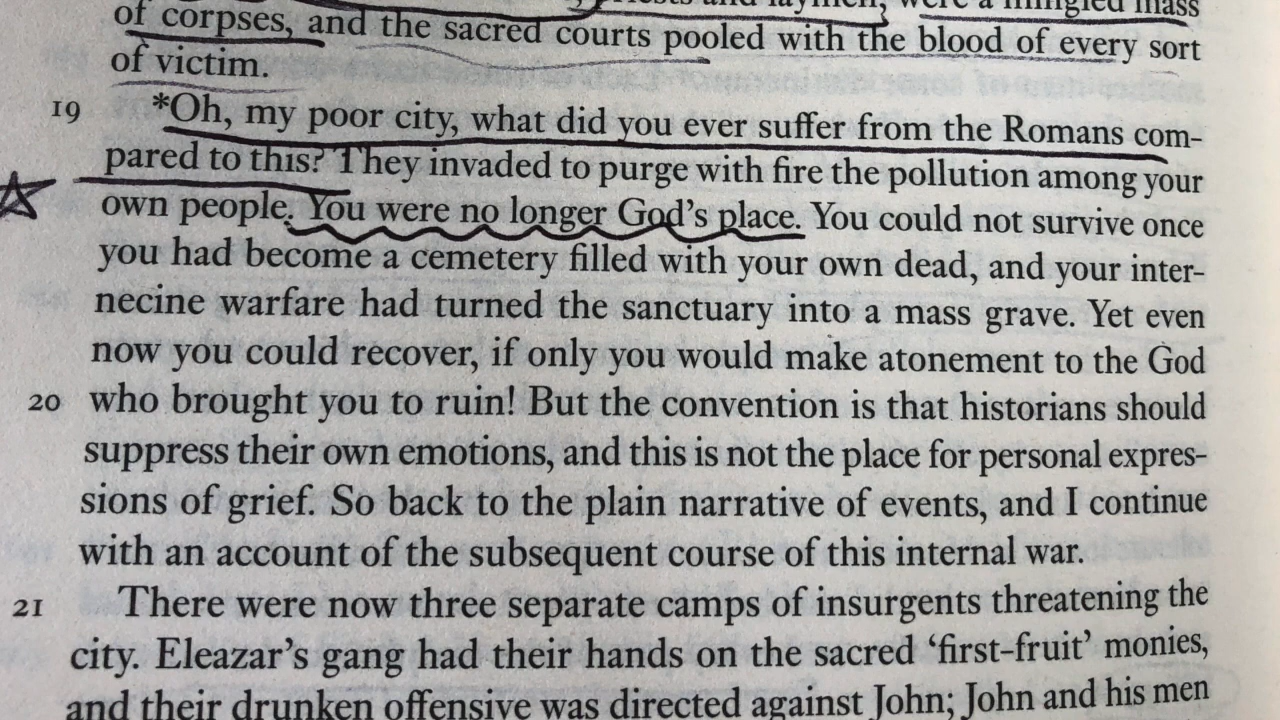 priests and laymen, were a mingled mass
of corpses, and the sacred courts pooled with the blood of every sort
of victim.
19 *Oh, my poor city, what did you ever suffer from the Romans com-
pared to this? They invaded to purge with fire the pollution among your
own people. You were no longer God's place. You could not survive once
you had become a cemetery filled with your own dead, and your inter-
necine warfare had turned the sanctuary into a mass grave. Yet even
now you could recover, if only you would make atonement to the God
20 who brought you to ruin! But the convention is that historians should
suppress their own emotions, and this is not the place for personal expres-
sions of grief. So back to the plain narrative of events, and I continue
with an account of the subsequent course of this internal war.
21 There were now three separate camps of insurgents threatening the
city. Eleazar's gang had their hands on the sacred ‘first-fruit’ monies,
and their drunken offensive was directed against John; John and his men